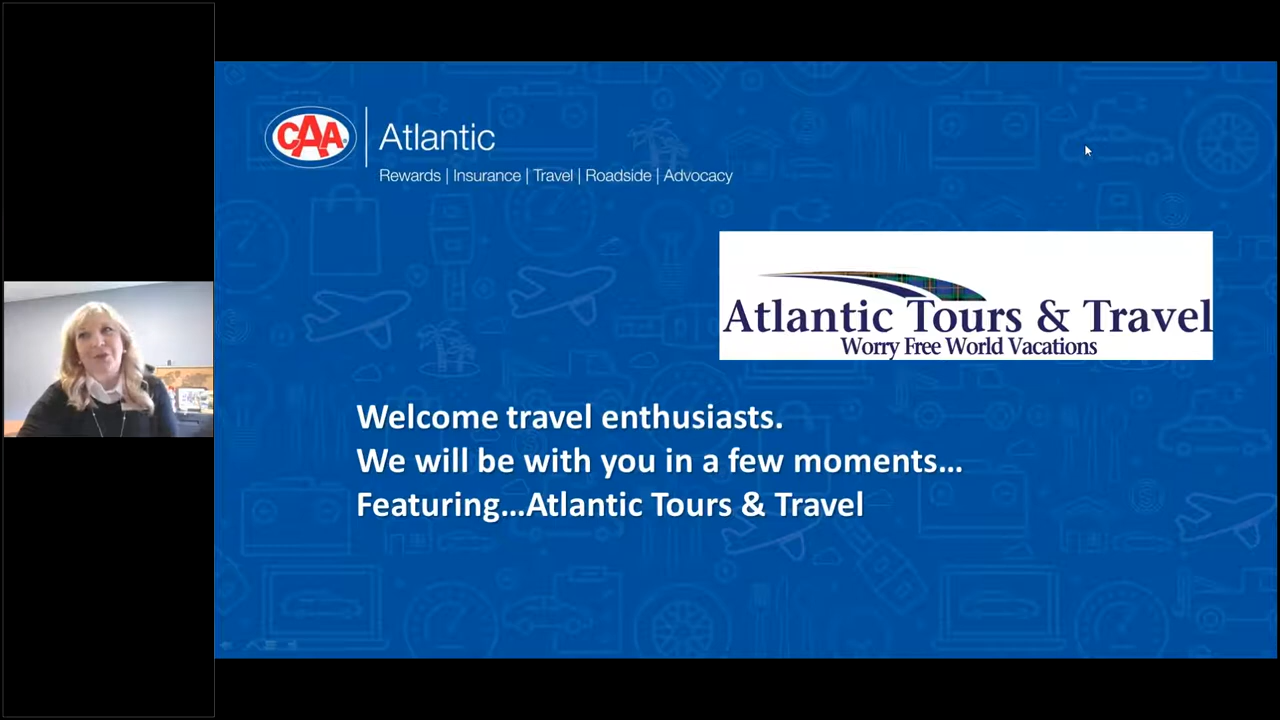 CAA
Atlantic
Rewards | Insurance | Travel | Roadside | Advocacy
Atlantic Tours & Travel
Worry Free World Vacations
Welcome travel enthusiasts.
We will be with you in a few moments...
Featuring...Atlantic Tours & Travel